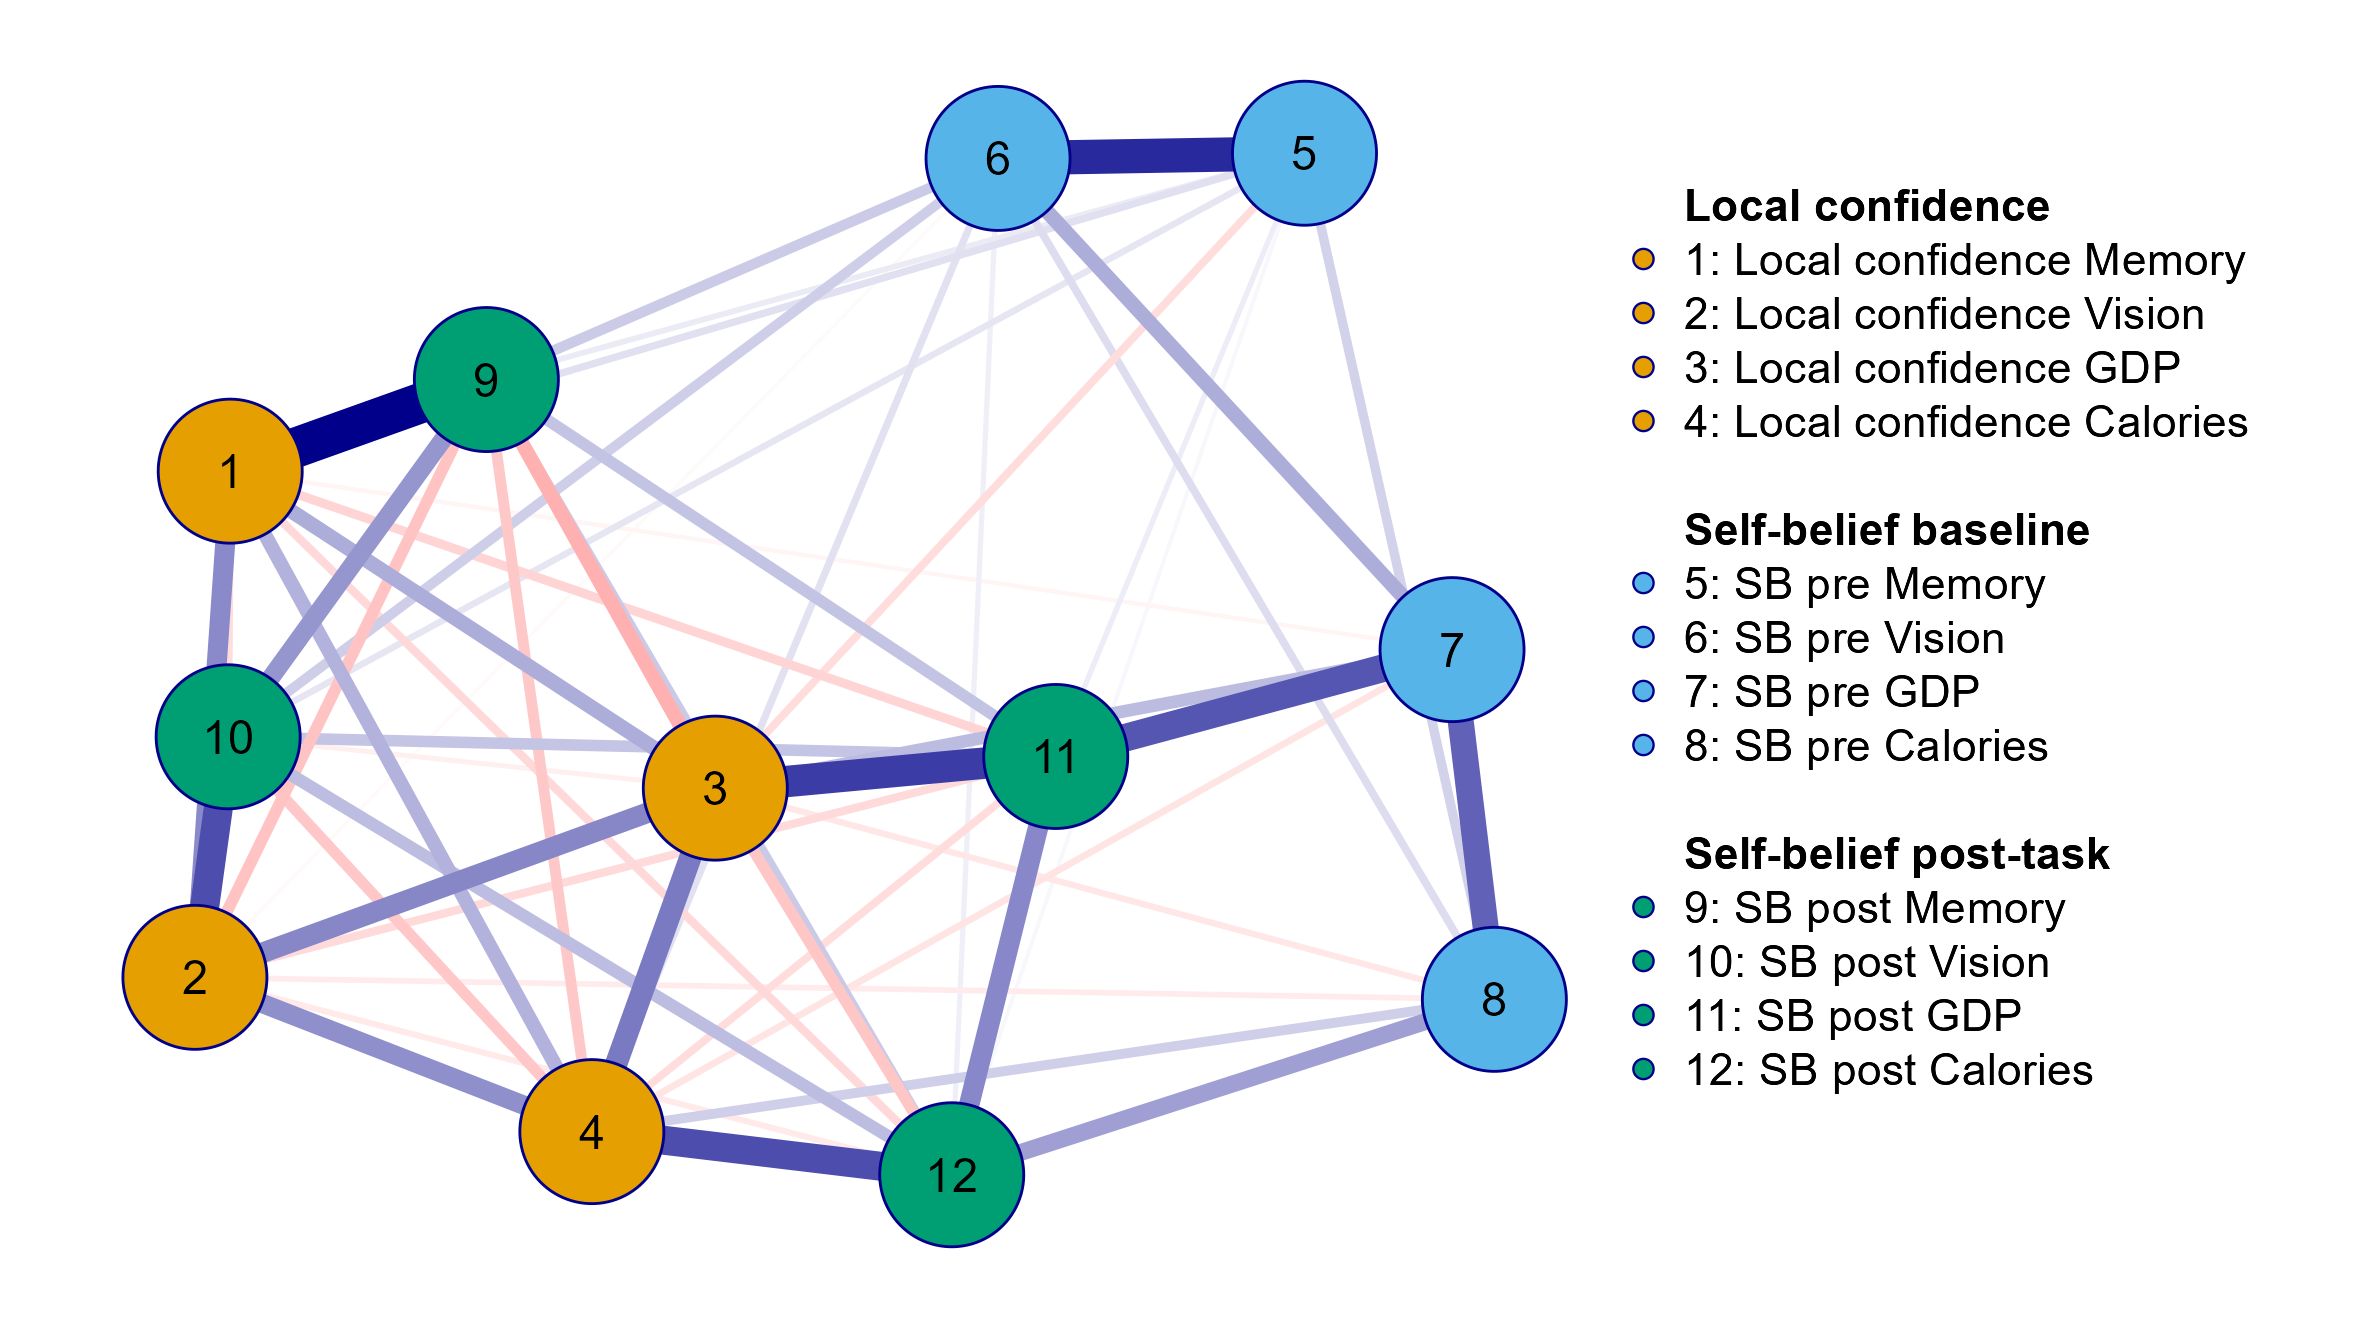 6
5
9
1
7
10
11
3
2
8
4
12
Local confidence
1: Local confidence Memory
2: Local confidence Vision
3: Local confidence GDP
4: Local confidence Calories
Self-belief baseline
5: SB pre Memory
6: SB pre Vision
7: SB pre GDP
8: SB pre Calories
Self-belief post-task
9: SB post Memory
10: SB post Vision
11: SB post GDP
12: SB post Calories